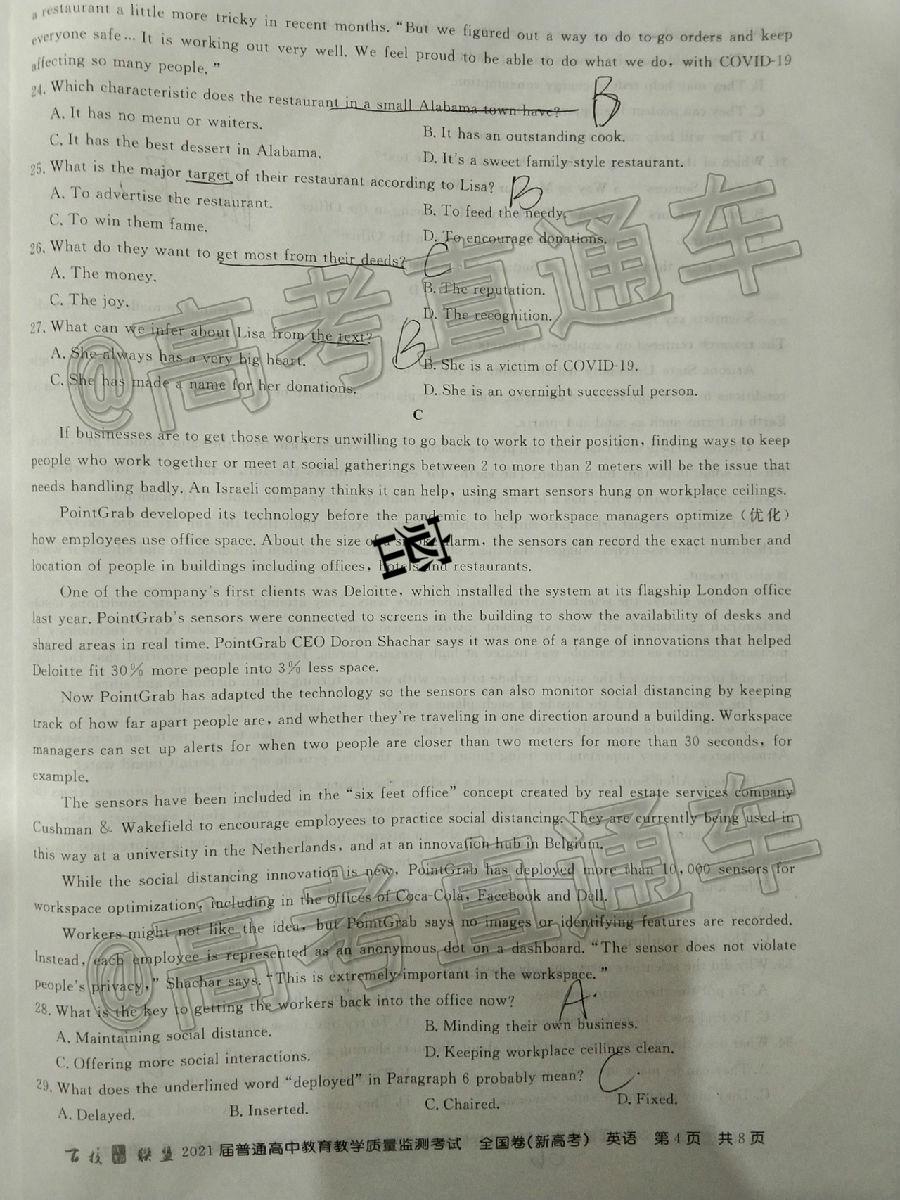 a restaurant a little more tricky in recent months. "But we figured out a way to do to go orders and keep
everyone safe... It is working out very well. We feel proud to be able to do what we do, with COVID-19
affecting so many people."
24. Which characteristic does the restaurant in a small Alabama town have? B
A. It has no menu or waiters.
B. It has an outstanding cook.
C. It has the best dessert in Alabama.
D. It's a sweet family-style restaurant.
25. What is the major target of their restaurant according to Lisa? B
A. To advertise the restaurant.
B. To feed the needy.
C. To win them fame.
D. To encourage donations.
26. What do they want to get most from their deeds? C
A. The money.
B. The reputation.
C. The joy.
D. The recognition.
27. What can we infer about Lisa from the text? B
A. She always has a very big heart.
B. She is a victim of COVID-19.
C. She has made a name for her donations.
D. She is an overnight successful person.
C
If businesses are to get those workers unwilling to go back to work to their position, finding ways to keep
people who work together or meet at social gatherings between 2 to more than 2 meters will be the issue that
needs handling badly. An Israeli company thinks it can help, using smart sensors hung on workplace ceilings.
PointGrab developed its technology before the pandemic to help workspace managers optimize (优化)
how employees use office space. About the size of a smoke alarm, the sensors can record the exact number and
location of people in buildings including offices, hotels and restaurants.
密
One of the company's first clients was Deloitte, which installed the system at its flagship London office
last year. PointGrab's sensors were connected to screens in the building to show the availability of desks and
shared areas in real time. PointGrab CEO Doron Shachar says it was one of a range of innovations that helped
Deloitte fit 30% more people into 3% less space.
Now PointGrab has adapted the technology so the sensors can also monitor social distancing by keeping
track of how far apart people are, and whether they're traveling in one direction around a building. Workspace
managers can set up alerts for when two people are closer than two meters for more than 30 seconds, for
example.
The sensors have been included in the "six feet office" concept created by real estate services company
Cushman & Wakefield to encourage employees to practice social distancing. They are currently being used in
this way at a university in the Netherlands, and at an innovation hub in Belgium.
While the social distancing innovation is new, PointGrab has deployed more than 10,000 sensors for
workspace optimization, including in the offices of Coca-Cola, Facebook and Dell.
Workers might not like the idea, but PointGrab says no images or identifying features are recorded.
Instead, each employee is represented as an anonymous dot on a dashboard. "The sensor does not violate
people's privacy," Shachar says. "This is extremely important in the workspace."
28. What is the key to getting the workers back into the office now? A
A. Maintaining social distance.
B. Minding their own business.
C. Offering more social interactions.
D. Keeping workplace ceilings clean.
29. What does the underlined word "deployed" in Paragraph 6 probably mean? C
A. Delayed.
B. Inserted.
C. Chaired.
D. Fixed.
百校联盟 2021 届普通高中教育教学质量监测考试 全国卷(新高考) 英语 第 4 页 共 8 页
@高考直通车
@高考直通车